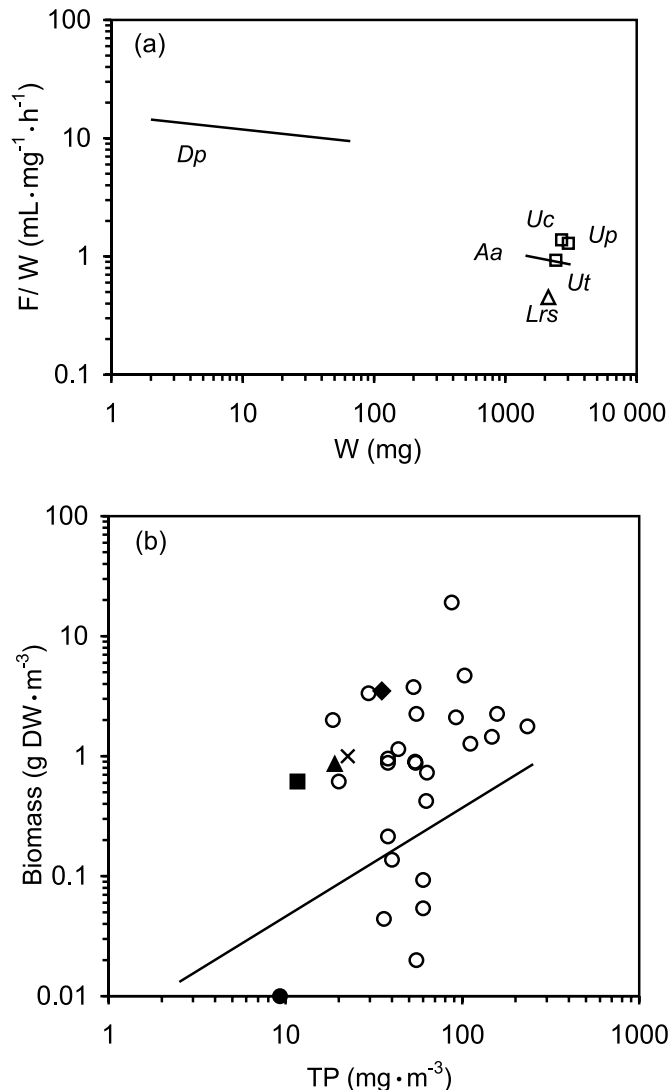 100
(a)
10
Dp
F/ W (mL·mg⁻¹·h⁻¹)
Uc
Up
1
Aa
Ut
Lrs
0.1
1
10
100
1000
10 000
W (mg)
100
(b)
10
Biomass (g DW·m⁻³)
1
0.1
0.01
1
10
100
1000
TP (mg·m⁻³)